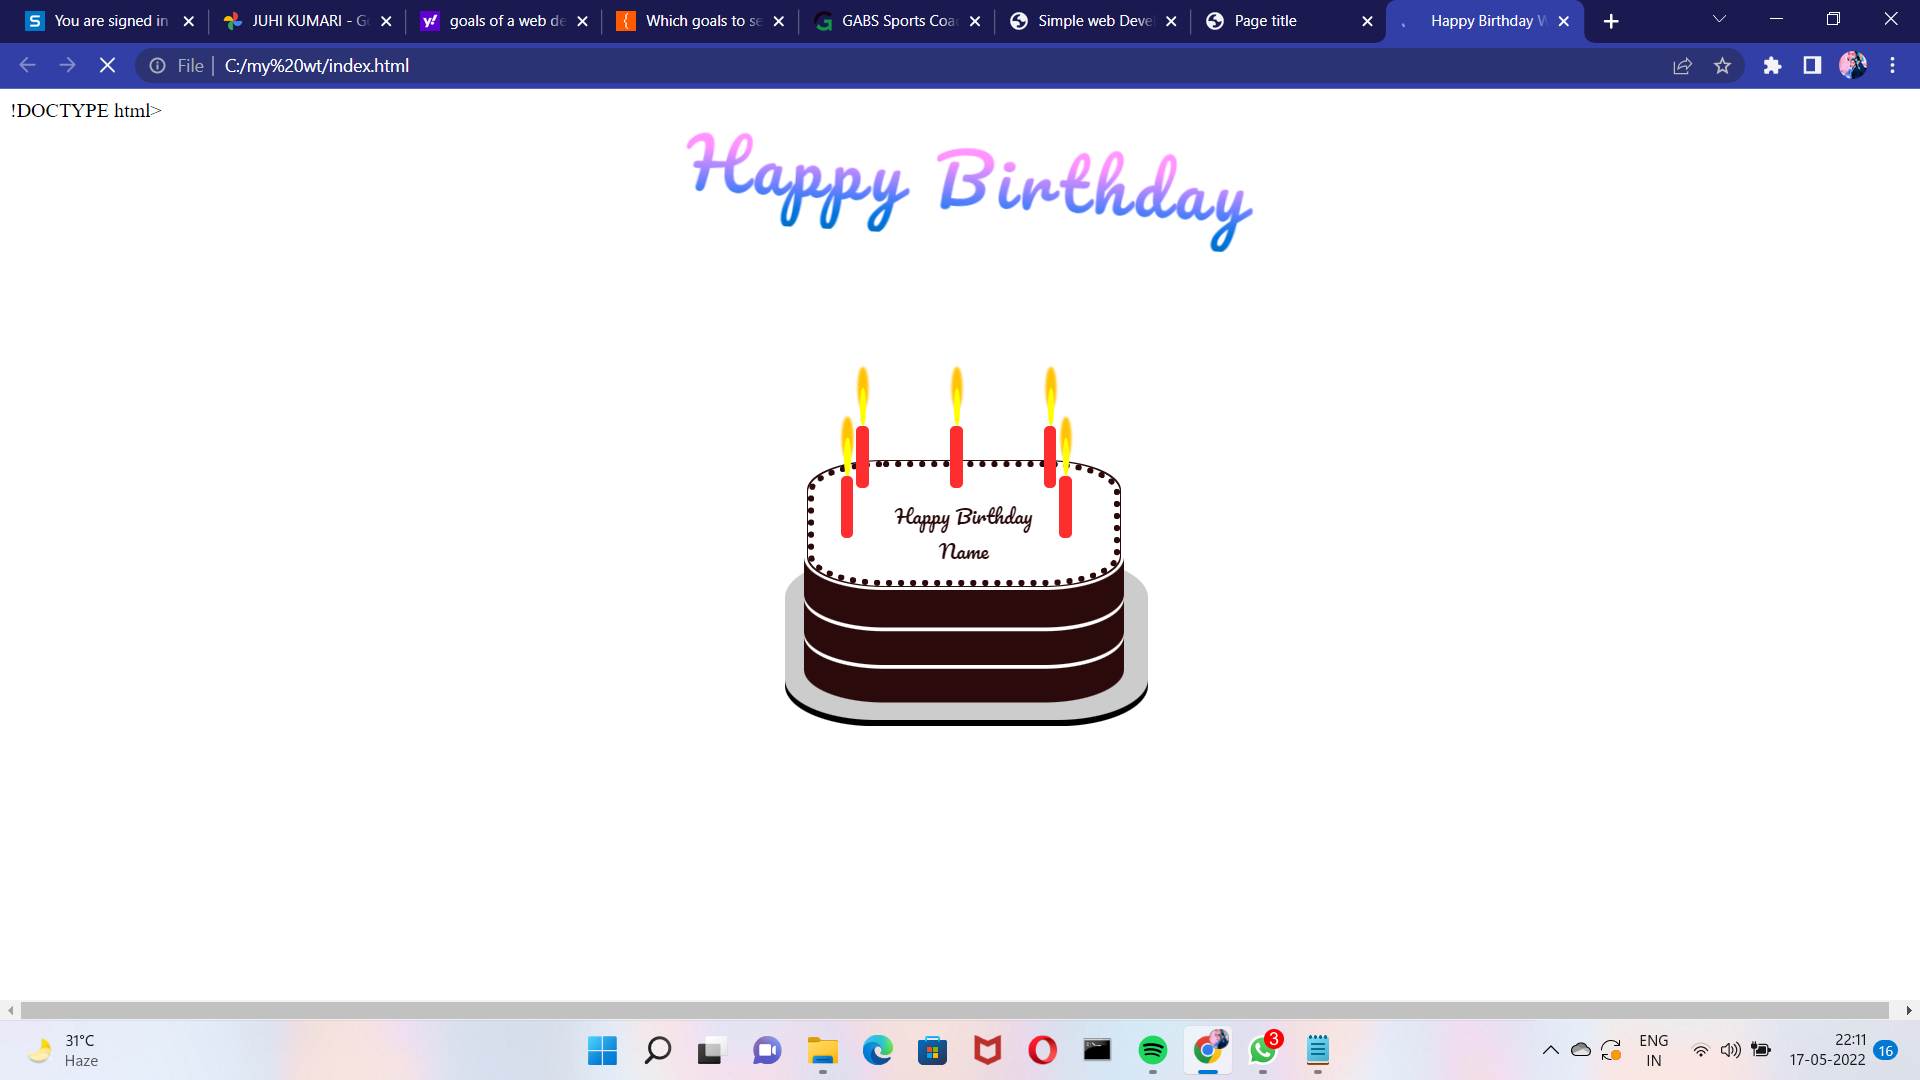 You are signed in
JUHI KUMARI - G
goals of a web de
Which goals to se
GABS Sports Coa
Simple web Deve
Page title
Happy Birthday W
File
C:/my%20wt/index.html
!DOCTYPE html>
Happy Birthday
Happy Birthday
Name
31°C
Haze
3
ENG
IN
22:11
17-05-2022
16